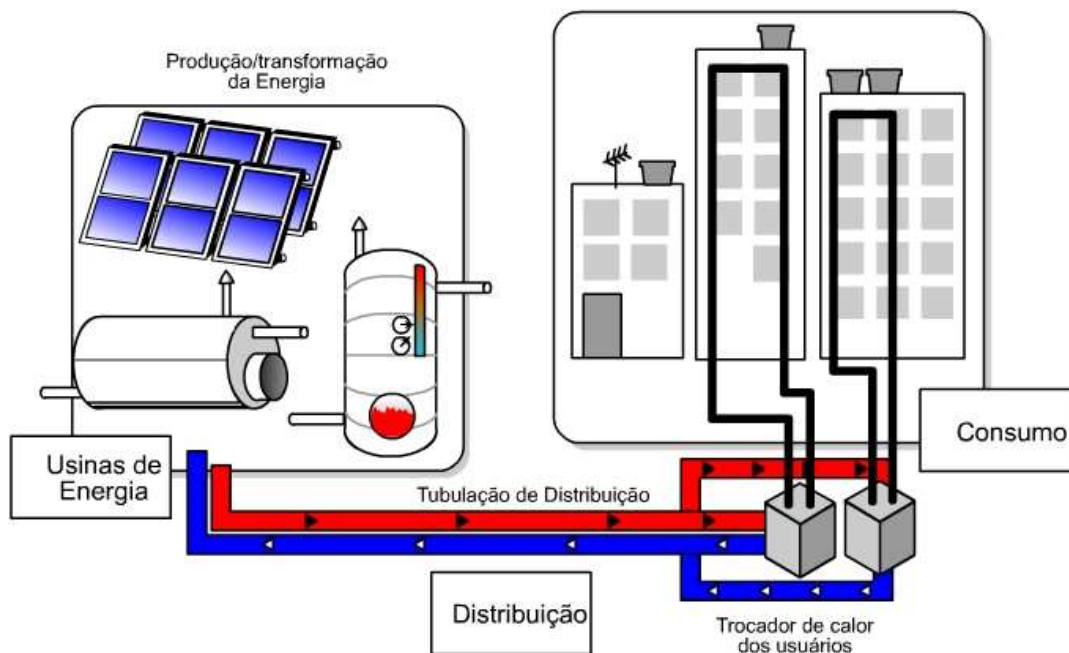 Produção/transformação
da Energia
Usinas de
Energia
Tubulação de Distribuição
Consumo
Distribuição
Trocador de calor
dos usuários